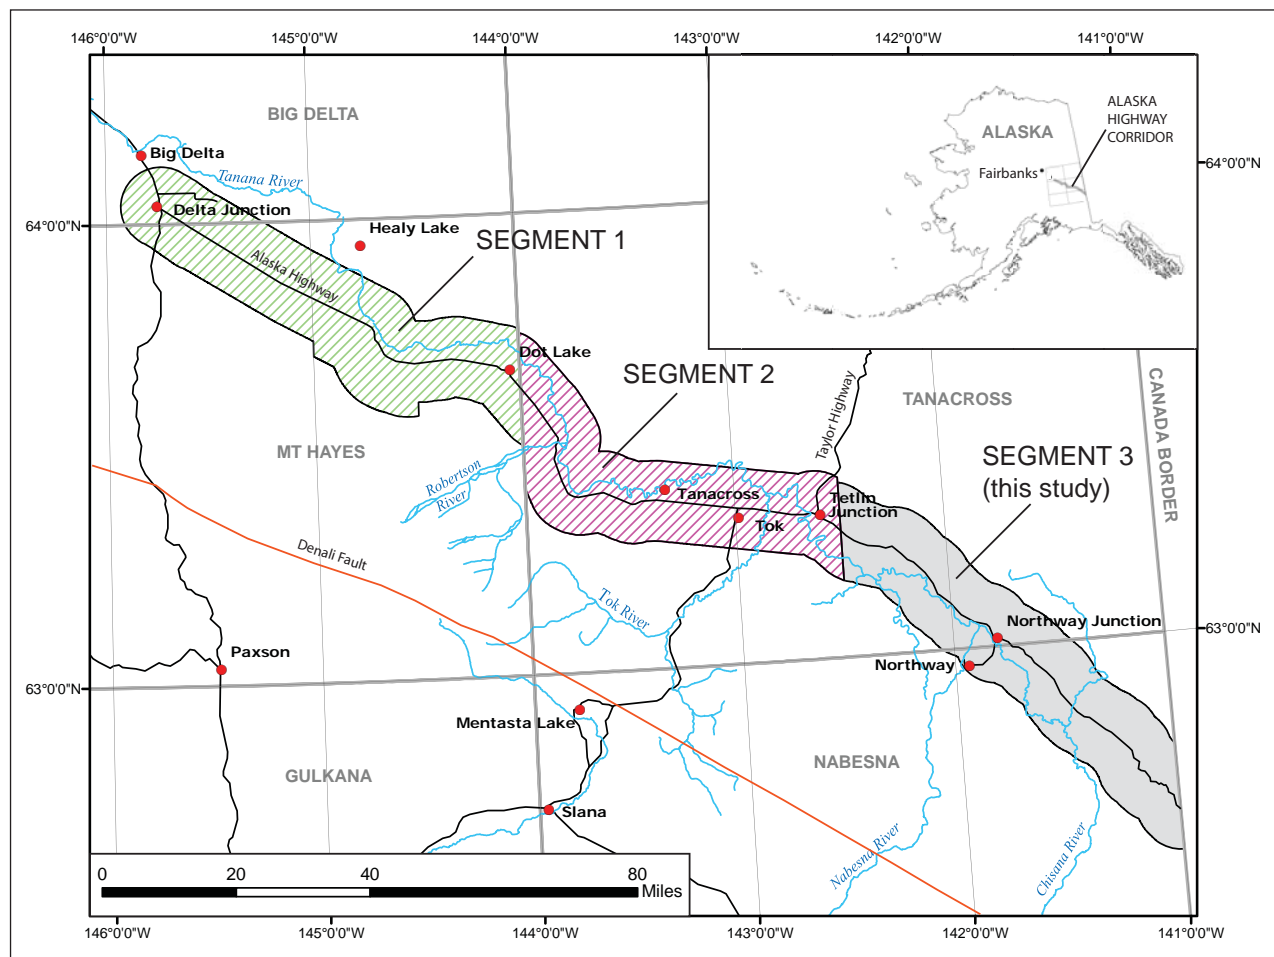 146°0'0"W
145°0'0"W
144°0'0"W
143°0'0"W
142°0'0"W
141°0'0"W
BIG DELTA
ALASKA
ALASKA
HIGHWAY
CORRIDOR
Fairbanks
64°0'0"N
Big Delta
Tanana River
Delta Junction
64°0'0"N
Healy Lake
SEGMENT 1
Alaska Highway
Dot Lake
SEGMENT 2
Taylor Highway
TANACROSS
CANADA BORDER
MT HAYES
SEGMENT 3
(this study)
Robertson
River
Tanacross
Tetlin
Junction
Tok
Denali Fault
Tok River
Northway Junction
63°0'0"N
Paxson
Northway
63°0'0"N
Mentasta Lake
GULKANA
NABESNA
Slana
Nabesna River
Chisana River
0
20
40
80
Miles
146°0'0"W
145°0'0"W
144°0'0"W
143°0'0"W
142°0'0"W
141°0'0"W